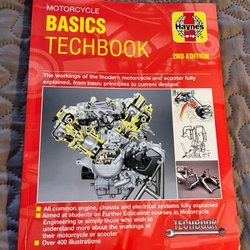 MOTORCYCLE
BASICS
TECHBOOK
Haynes
2ND EDITION
The workings of the modern motorcycle and scooter fully
explained, from basic principles to current designs
All common engine, chassis and electrical systems fully explained
Aimed at students on Further Education courses in Motorcycle
Engineering or simply those who wish to
understand more about the workings of
their motorcycle or scooter
Over 400 illustrations
TECHBOOK